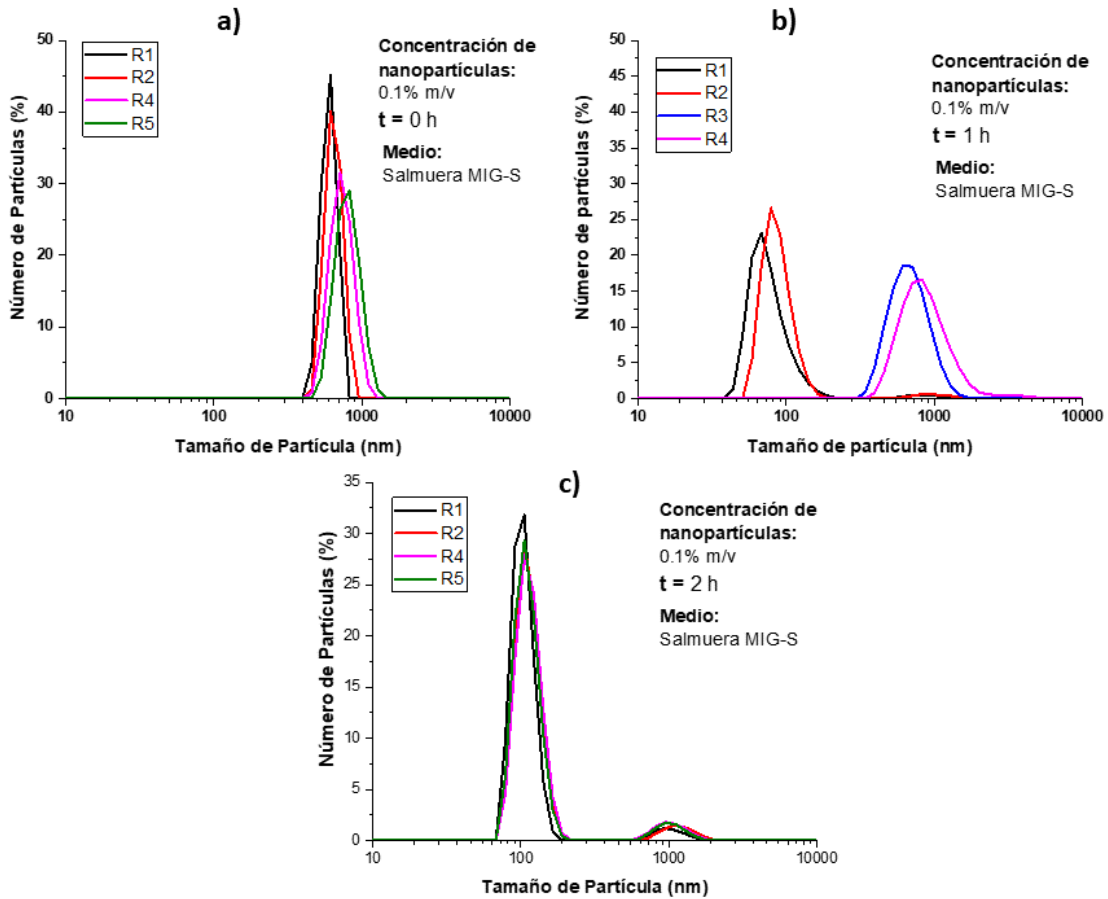 a)
50
45
40
35
30
25
20
15
10
5
0
Número de Partículas (%)
R1
R2
R4
R5
Concentración de
nanopartículas:
0.1% m/v
t = 0 h
Medio:
Salmuera MIG-S
10
100
1000
10000
Tamaño de Partícula (nm)
b)
50
45
40
35
30
25
20
15
10
5
0
Número de partículas (%)
R1
R2
R3
R4
Concentración de
nanopartículas:
0.1% m/v
t = 1 h
Medio:
Salmuera MIG-S
10
100
1000
10000
Tamaño de partícula (nm)
c)
35
30
25
20
15
10
5
0
Número de Partículas (%)
R1
R2
R4
R5
Concentración de
nanopartículas:
0.1% m/v
t = 2 h
Medio:
Salmuera MIG-S
10
100
1000
10000
Tamaño de Partícula (nm)